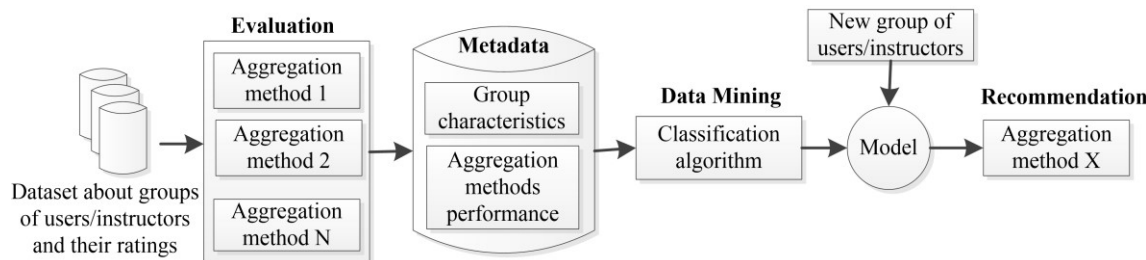 Dataset about groups
of users/instructors
and their ratings
Evaluation
Aggregation
method 1
Aggregation
method 2
Aggregation
method N
Metadata
Group
characteristics
Aggregation
methods
performance
Data Mining
Classification
algorithm
New group of
users/instructors
Model
Recommendation
Aggregation
method X